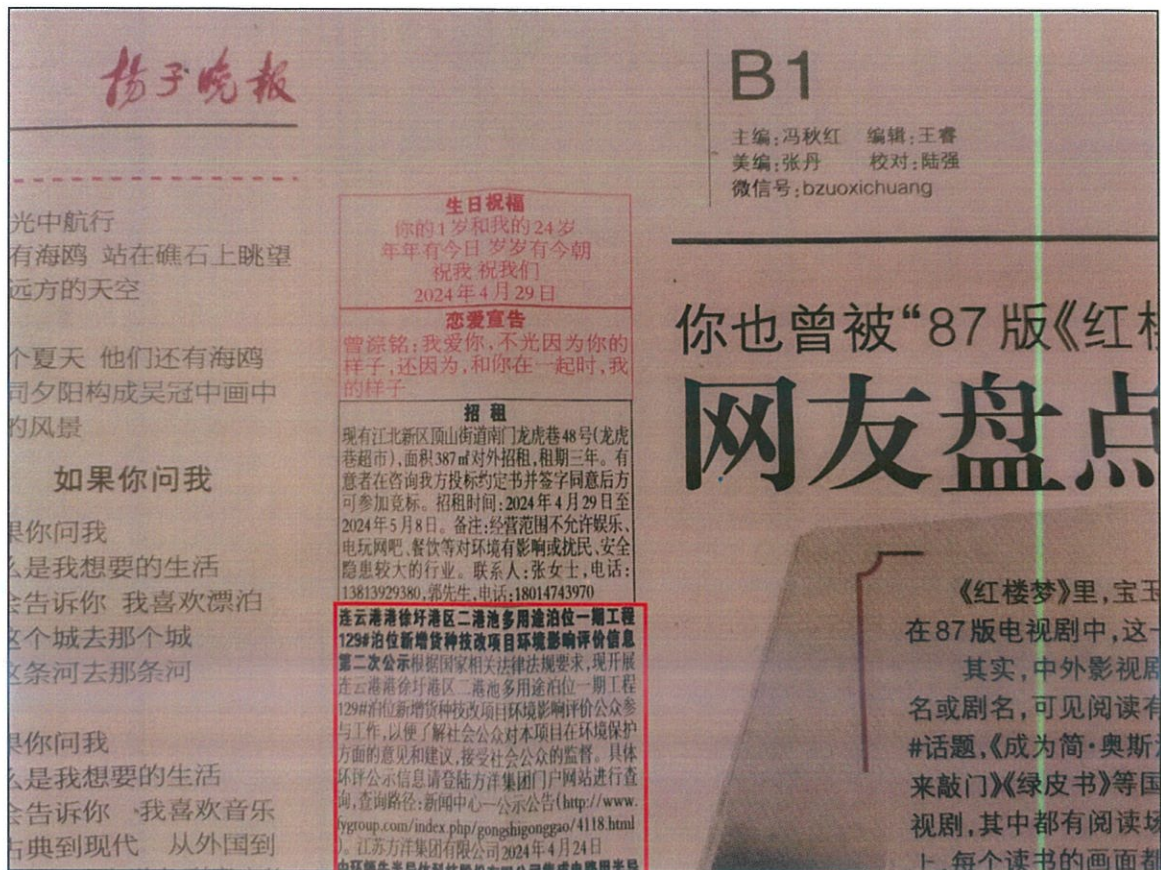 扬子晚报
光中航行
有海鸥 站在礁石上眺望
远方的天空
个夏天 他们还有海鸥
同夕阳构成吴冠中画中
的风景
如果你问我
果你问我
么是我想要的生活
会告诉你 我喜欢漂泊
这个城去那个城
这条河去那条河
果你问我
么是我想要的生活
会告诉你 我喜欢音乐
古典到现代 从外国到
生日祝福
你的1岁和我的24岁
年年有今日 岁岁有今朝
祝我 祝我们
2024年4月29日
恋爱宣告
曾淙铭:我爱你,不光因为你的
样子,还因为,和你在一起时,我
的样子
招 租
现有江北新区顶山街道南门龙虎巷48号(龙虎
巷超市),面积387㎡对外招租,租期三年。有
意者在咨询我方投标约定书并签字同意后方
可参加竞标。招租时间:2024年4月29日至
2024年5月8日。备注:经营范围不允许娱乐、
电玩网吧、餐饮等对环境有影响或扰民、安全
隐患较大的行业。联系人:张女士,电话:
13813929380,郭先生,电话:18014743970
连云港港徐圩港区二港池多用途泊位一期工程
129#泊位新增货种技改项目环境影响评价信息
第二次公示根据国家相关法律法规要求,现开展
连云港港徐圩港区二港池多用途泊位一期工程
129#泊位新增货种技改项目环境影响评价公众参
与工作,以便了解社会公众对本项目在环境保护
方面的意见和建议,接受社会公众的监督。具体
环评公示信息请登陆方洋集团门户网站进行查
询,查询路径:新闻中心—公示公告(http://www.
fygroup.com/index.php/gongshigonggao/4118.html
)。江苏方洋集团有限公司2024年4月24日
B1
主编:冯秋红 编辑:王睿
美编:张丹 校对:陆强
微信号:bzuoxichuang
你也曾被“87版《红楼
网友盘点
《红楼梦》里,宝玉
在87版电视剧中,这一
其实,中外影视剧
名或剧名,可见阅读有
#话题,《成为简·奥斯
来敲门》《绿皮书》等国
视剧,其中都有阅读场
上,每个读书的画面都